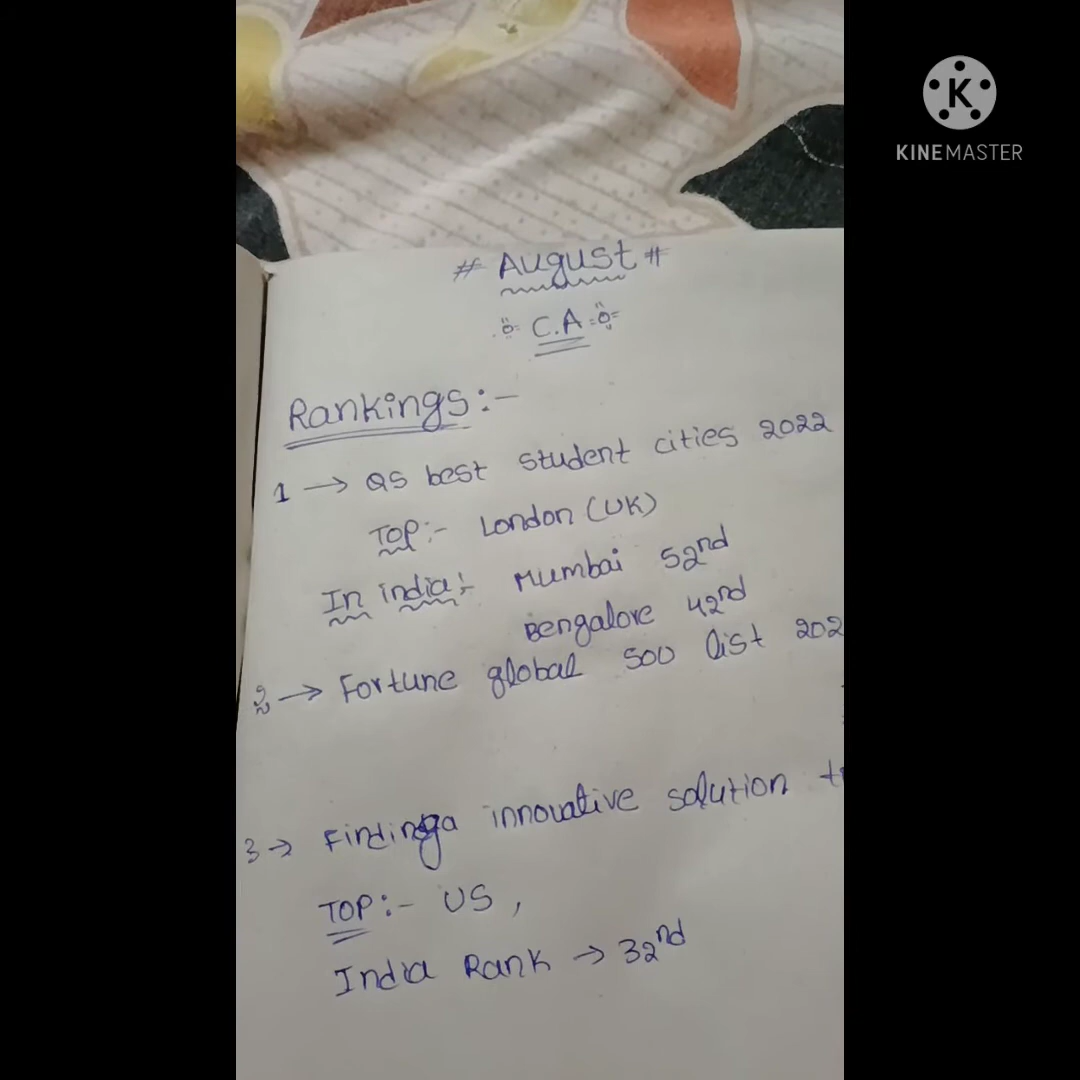 K
KINEMASTER
# August #
C.A
Rankings:-
1 → QS best student cities 2022
TOP:- London (UK)
In india:- Mumbai 52nd
Bengalore 42nd
2 → Fortune global 500 list 202
3 → Findinga innovative solution
TOP:- US,
India Rank → 32nd